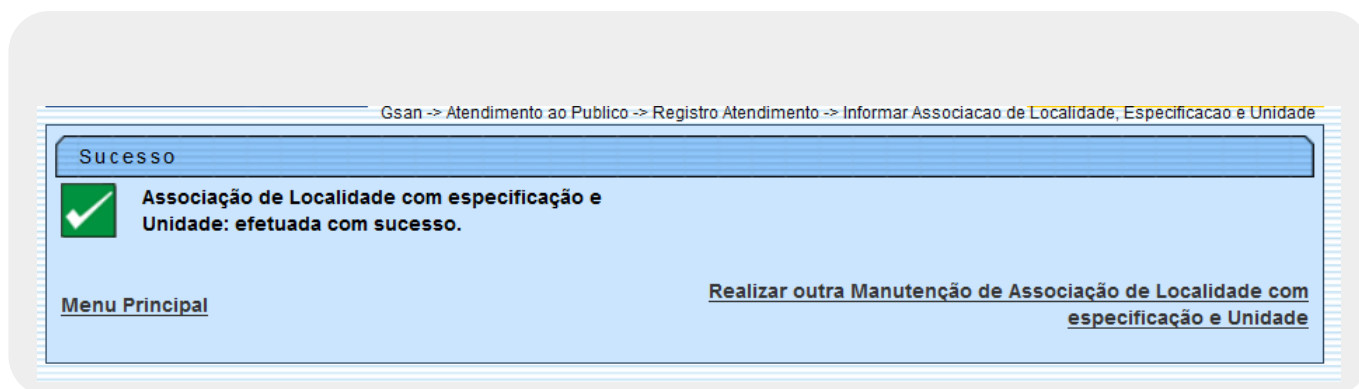 Gsan -> Atendimento ao Publico -> Registro Atendimento -> Informar Associacao de Localidade, Especificacao e Unidade
Sucesso
Associação de Localidade com especificação e
Unidade: efetuada com sucesso.
Menu Principal
Realizar outra Manutenção de Associação de Localidade com
especificação e Unidade